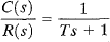 C(s)/R(s) = 1/(Ts + 1)